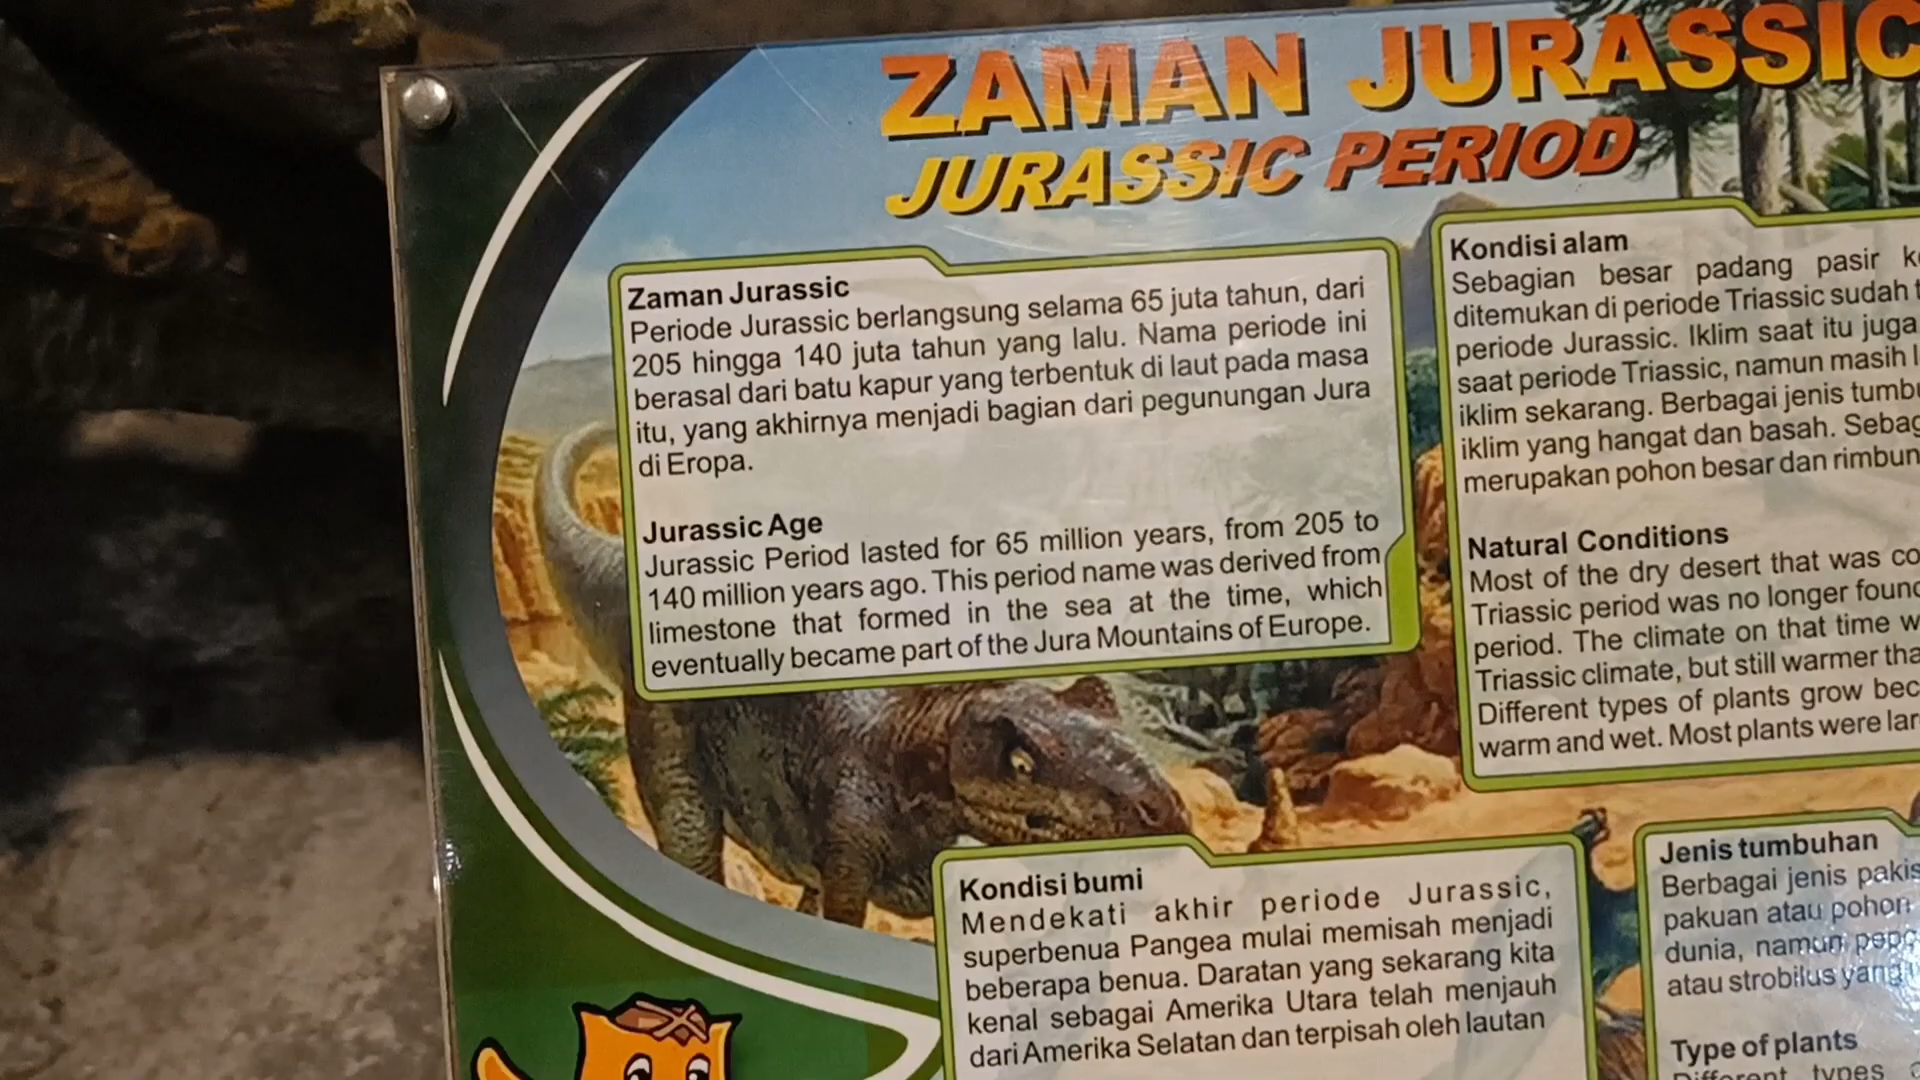 ZAMAN JURASSIC
JURASSIC PERIOD
Zaman Jurassic
Periode Jurassic berlangsung selama 65 juta tahun, dari
205 hingga 140 juta tahun yang lalu. Nama periode ini
berasal dari batu kapur yang terbentuk di laut pada masa
itu, yang akhirnya menjadi bagian dari pegunungan Jura
di Eropa.
Jurassic Age
Jurassic Period lasted for 65 million years, from 205 to
140 million years ago. This period name was derived from
limestone that formed in the sea at the time, which
eventually became part of the Jura Mountains of Europe.
Kondisi alam
Sebagian besar padang pasir
ditemukan di periode Triassic sudah
periode Jurassic. Iklim saat itu juga
saat periode Triassic, namun masih
iklim sekarang. Berbagai jenis
iklim yang hangat dan basah.
merupakan pohon besar dan rimbun
Natural Conditions
Most of the dry desert that was
Triassic period was no longer
period. The climate on that time
Triassic climate, but still warmer
Different types of plants grow
warm and wet. Most plants were
Kondisi bumi
Mendekati akhir periode Jurassic,
superbenua Pangea mulai memisah menjadi
beberapa benua. Daratan yang sekarang kita
kenal sebagai Amerika Utara telah menjauh
dari Amerika Selatan dan terpisah oleh lautan
Jenis tumbuhan
Berbagai jenis
pakuan atau pohon
dunia, namun
atau strobilus yang
Type of plants
Different types